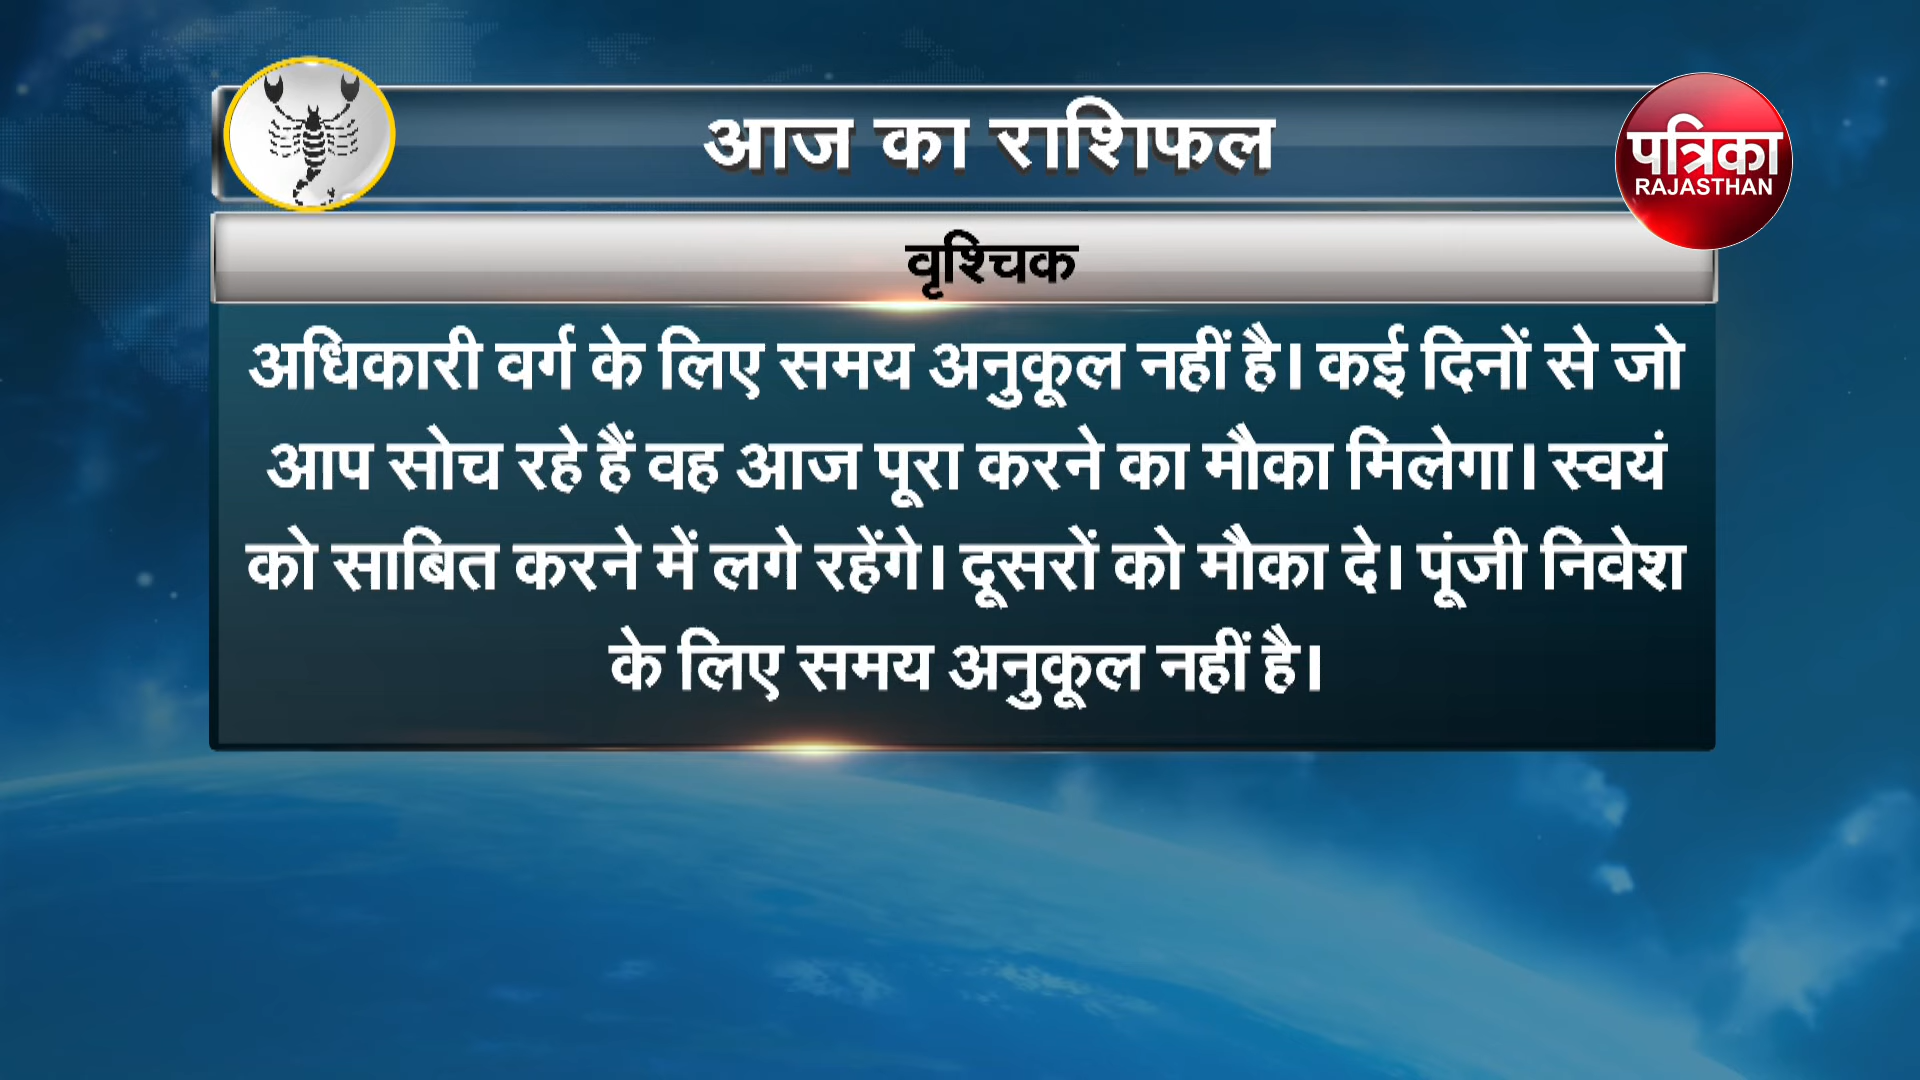 आज का राशिफल
पत्रिका
RAJASTHAN
वृश्चिक
अधिकारी वर्ग के लिए समय अनुकूल नहीं है। कई दिनों से जो
आप सोच रहे हैं वह आज पूरा करने का मौका मिलेगा। स्वयं
को साबित करने में लगे रहेंगे। दूसरों को मौका दे। पूंजी निवेश
के लिए समय अनुकूल नहीं है।